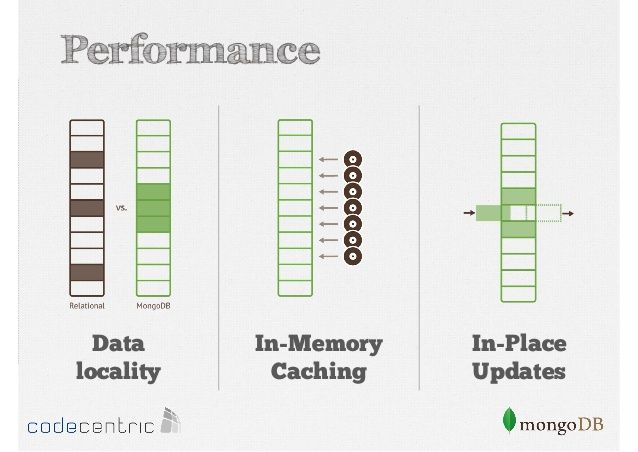 Performance
vs.
Relational
MongoDB
Data
locality
In-Memory
Caching
In-Place
Updates
codecentric
mongoDB